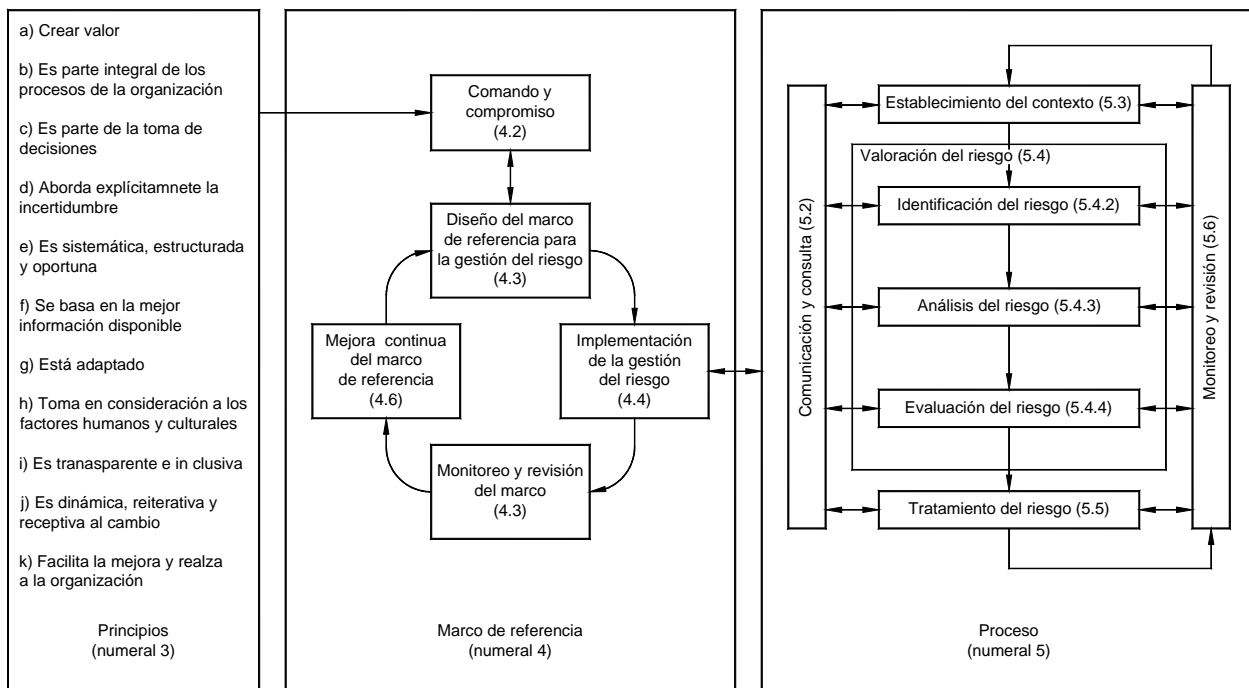 a) Crear valor
b) Es parte integral de los
procesos de la organización
c) Es parte de la toma de
decisiones
d) Aborda explícitamnete la
incertidumbre
e) Es sistemática, estructurada
y oportuna
f) Se basa en la mejor
información disponible
g) Está adaptado
h) Toma en consideración a los
factores humanos y culturales
i) Es tranasparente e in clusiva
j) Es dinámica, reiterativa y
receptiva al cambio
k) Facilita la mejora y realza
a la organización
Principios
(numeral 3)
Comando y
compromiso
(4.2)
Diseño del marco
de referencia para
la gestión del riesgo
(4.3)
Mejora continua
del marco
de referencia
(4.6)
Implementación
de la gestión
del riesgo
(4.4)
Monitoreo y revisión
del marco
(4.3)
Marco de referencia
(numeral 4)
Comunicación y consulta (5.2)
Establecimiento del contexto (5.3)
Valoración del riesgo (5.4)
Identificación del riesgo (5.4.2)
Análisis del riesgo (5.4.3)
Evaluación del riesgo (5.4.4)
Tratamiento del riesgo (5.5)
Monitoreo y revisión (5.6)
Proceso
(numeral 5)